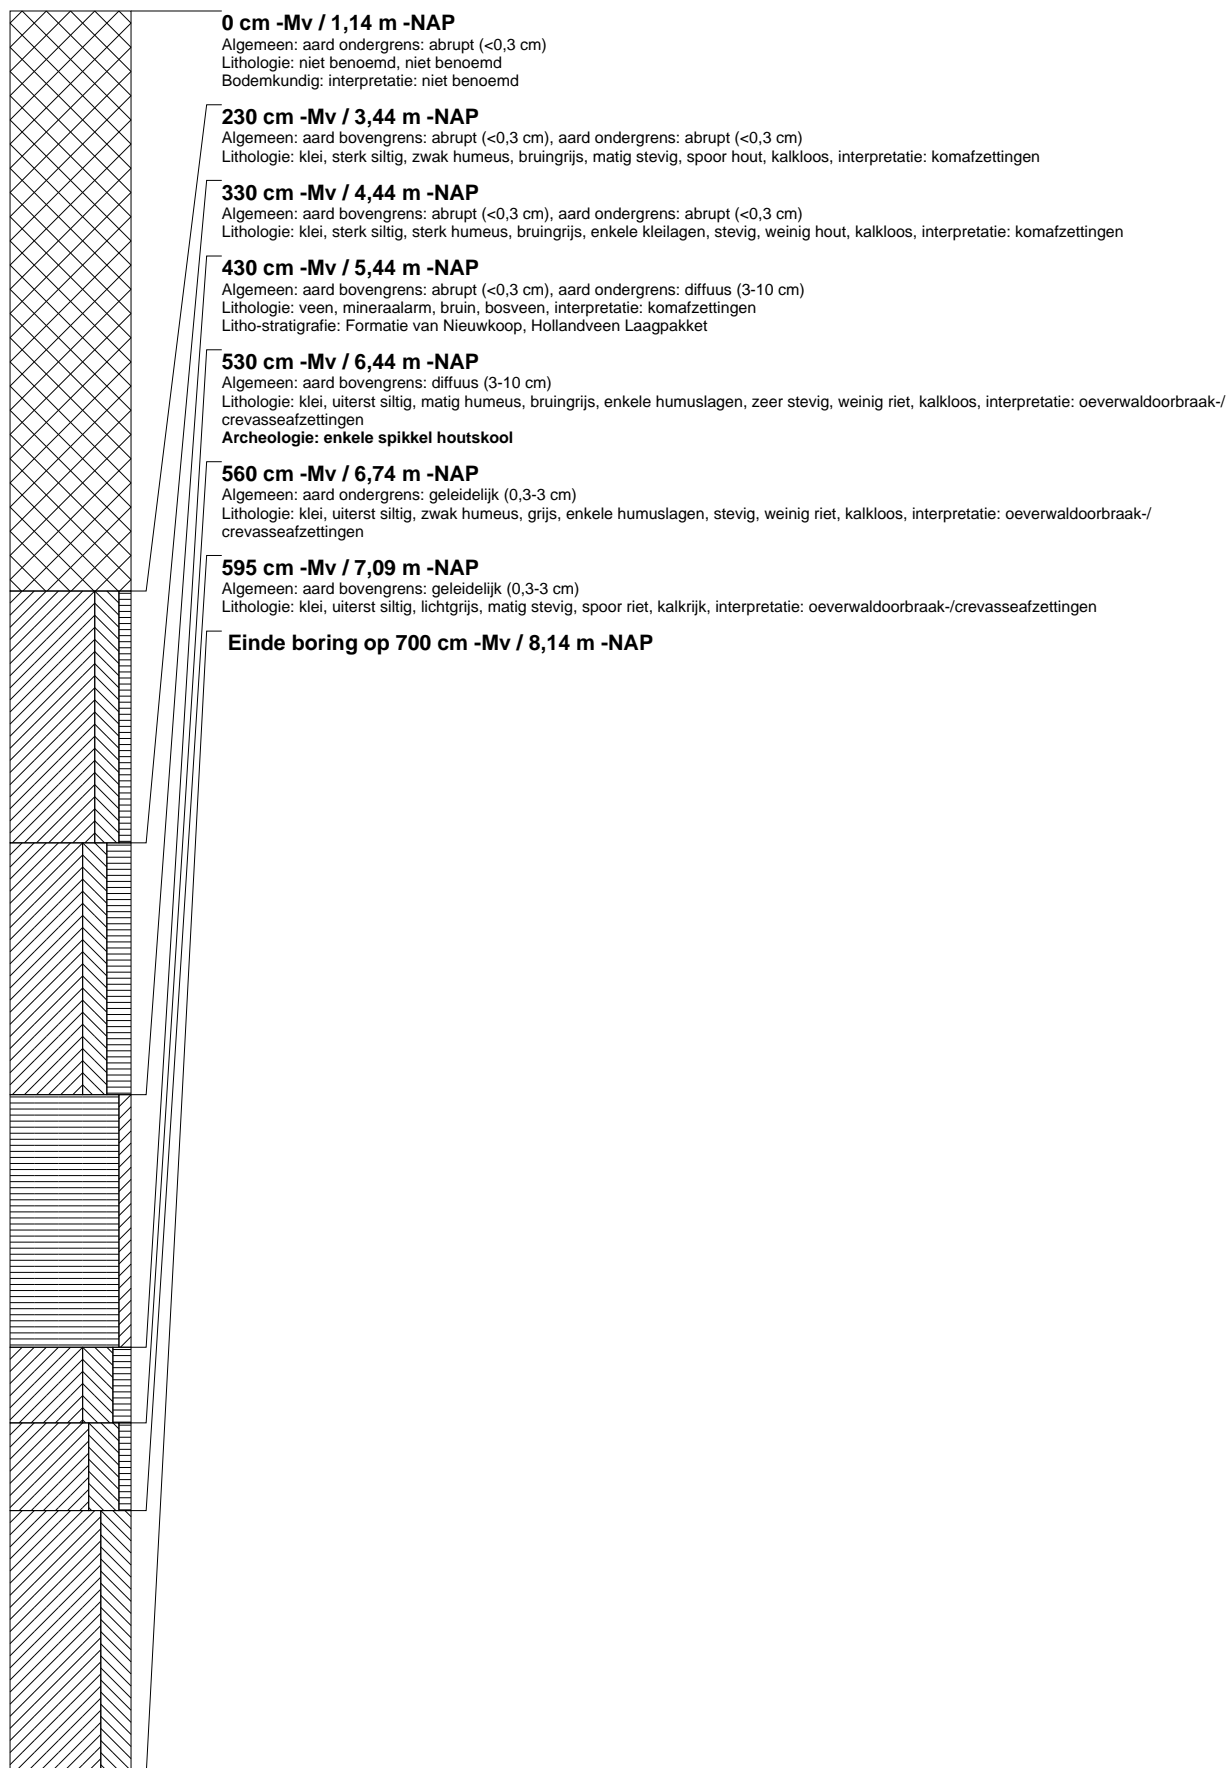 0 cm -Mv / 1,14 m -NAP
Algemeen: aard ondergrens: abrupt (<0,3 cm)
Lithologie: niet benoemd, niet benoemd
Bodemkundig: interpretatie: niet benoemd
230 cm -Mv / 3,44 m -NAP
Algemeen: aard bovengrens: abrupt (<0,3 cm), aard ondergrens: abrupt (<0,3 cm)
Lithologie: klei, sterk siltig, zwak humeus, bruingrijs, matig stevig, spoor hout, kalkloos, interpretatie: komafzettingen
330 cm -Mv / 4,44 m -NAP
Algemeen: aard bovengrens: abrupt (<0,3 cm), aard ondergrens: abrupt (<0,3 cm)
Lithologie: klei, sterk siltig, sterk humeus, bruingrijs, enkele kleilagen, stevig, weinig hout, kalkloos, interpretatie: komafzettingen
430 cm -Mv / 5,44 m -NAP
Algemeen: aard bovengrens: abrupt (<0,3 cm), aard ondergrens: diffuus (3-10 cm)
Lithologie: veen, mineraalarm, bruin, bosveen, interpretatie: komafzettingen
Litho-stratigrafie: Formatie van Nieuwkoop, Hollandveen Laagpakket
530 cm -Mv / 6,44 m -NAP
Algemeen: aard bovengrens: diffuus (3-10 cm)
Lithologie: klei, uiterst siltig, matig humeus, bruingrijs, enkele humuslagen, zeer stevig, weinig riet, kalkloos, interpretatie: oeverwaldoorbraak-/
crevasseafzettingen
Archeologie: enkele spikkel houtskool
560 cm -Mv / 6,74 m -NAP
Algemeen: aard ondergrens: geleidelijk (0,3-3 cm)
Lithologie: klei, uiterst siltig, zwak humeus, grijs, enkele humuslagen, stevig, weinig riet, kalkloos, interpretatie: oeverwaldoorbraak-/
crevasseafzettingen
595 cm -Mv / 7,09 m -NAP
Algemeen: aard bovengrens: geleidelijk (0,3-3 cm)
Lithologie: klei, uiterst siltig, lichtgrijs, matig stevig, spoor riet, kalkrijk, interpretatie: oeverwaldoorbraak-/crevasseafzettingen
Einde boring op 700 cm -Mv / 8,14 m -NAP